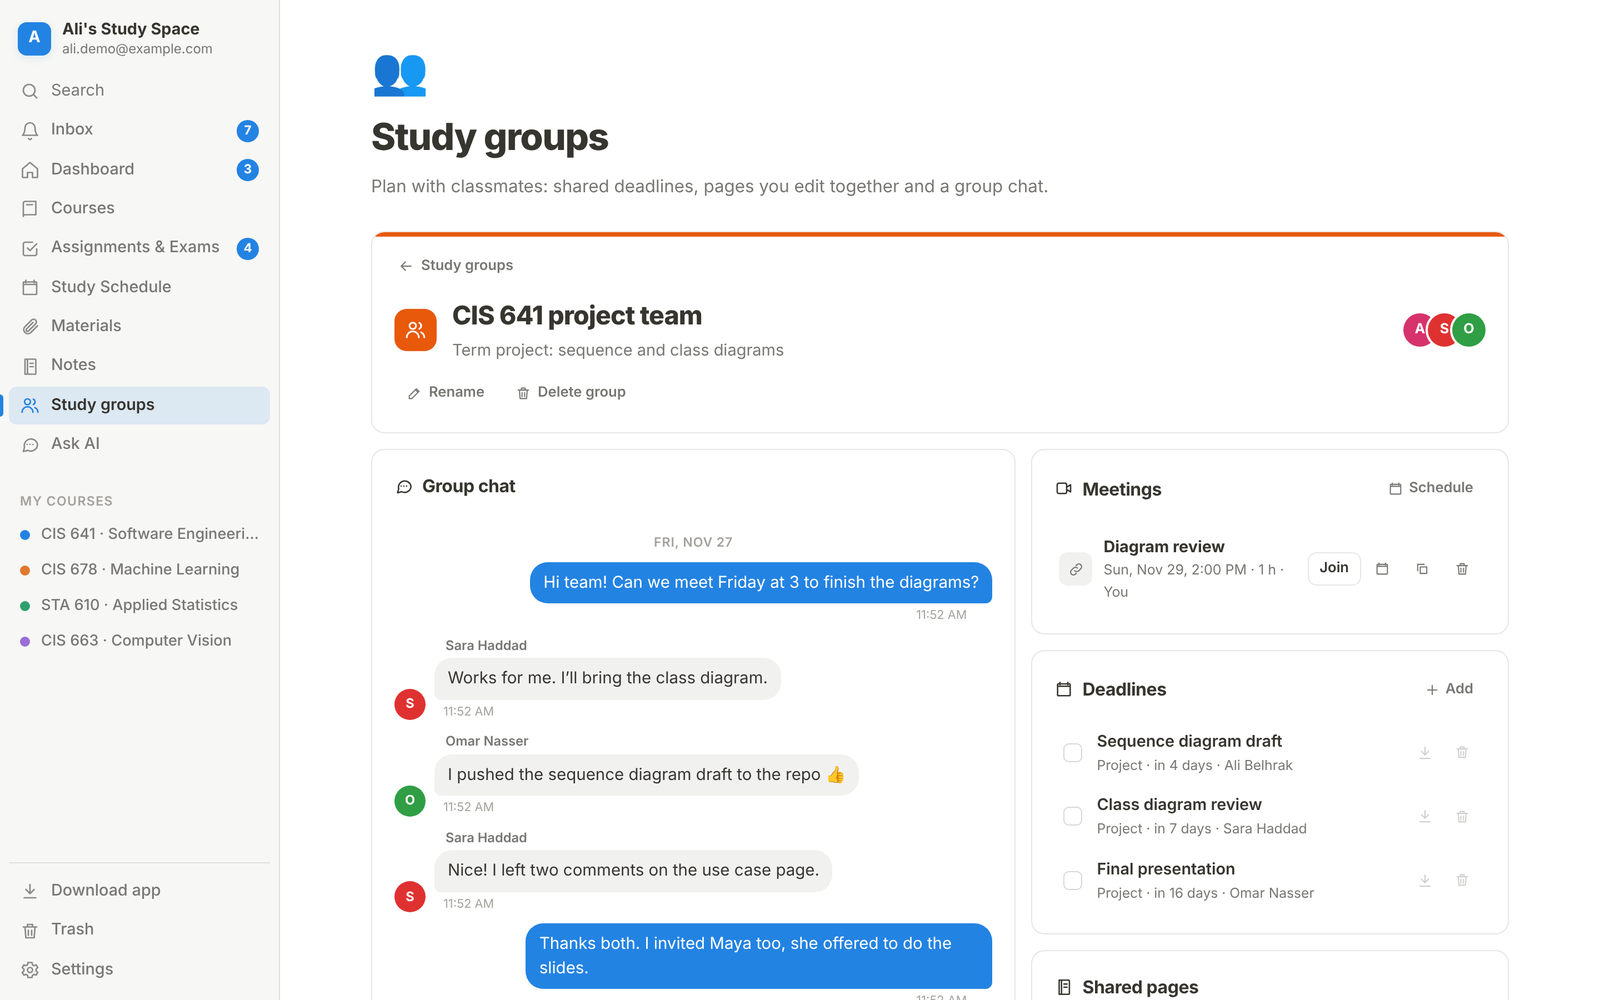 A
Ali's Study Space
ali.demo@example.com
Search
Inbox
7
Dashboard
3
Courses
Assignments & Exams
4
Study Schedule
Materials
Notes
Study groups
Ask AI
MY COURSES
CIS 641 · Software Engineeri...
CIS 678 · Machine Learning
STA 610 · Applied Statistics
CIS 663 · Computer Vision
Download app
Trash
Settings
Study groups
Plan with classmates: shared deadlines, pages you edit together and a group chat.
← Study groups
CIS 641 project team
Term project: sequence and class diagrams
A S O
Rename
Delete group
Group chat
FRI, NOV 27
Hi team! Can we meet Friday at 3 to finish the diagrams?
11:52 AM
Sara Haddad
Works for me. I’ll bring the class diagram.
S
11:52 AM
Omar Nasser
I pushed the sequence diagram draft to the repo 👍
O
11:52 AM
Sara Haddad
Nice! I left two comments on the use case page.
S
11:52 AM
Thanks both. I invited Maya too, she offered to do the
slides.
11:52 AM
Meetings
Schedule
Diagram review
Sun, Nov 29, 2:00 PM · 1 h ·
You
Join
Deadlines
+ Add
Sequence diagram draft
Project · in 4 days · Ali Belhrak
Class diagram review
Project · in 7 days · Sara Haddad
Final presentation
Project · in 16 days · Omar Nasser
Shared pages